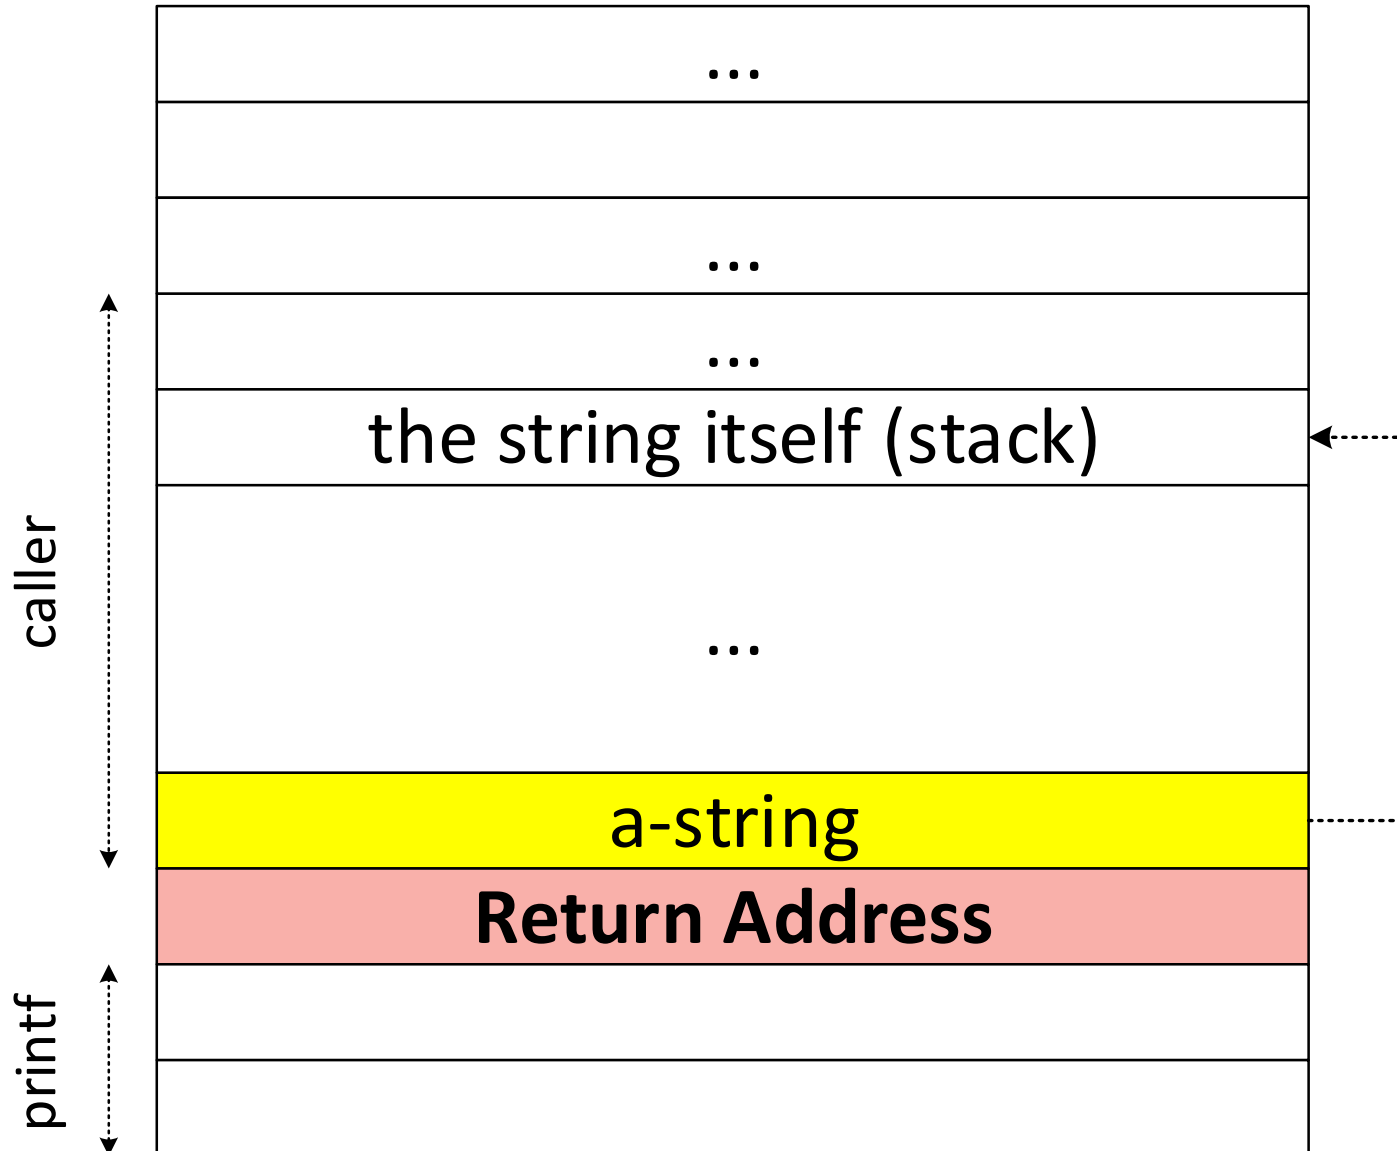 ...
...
...
the string itself (stack)
caller
...
a-string
Return Address
printf